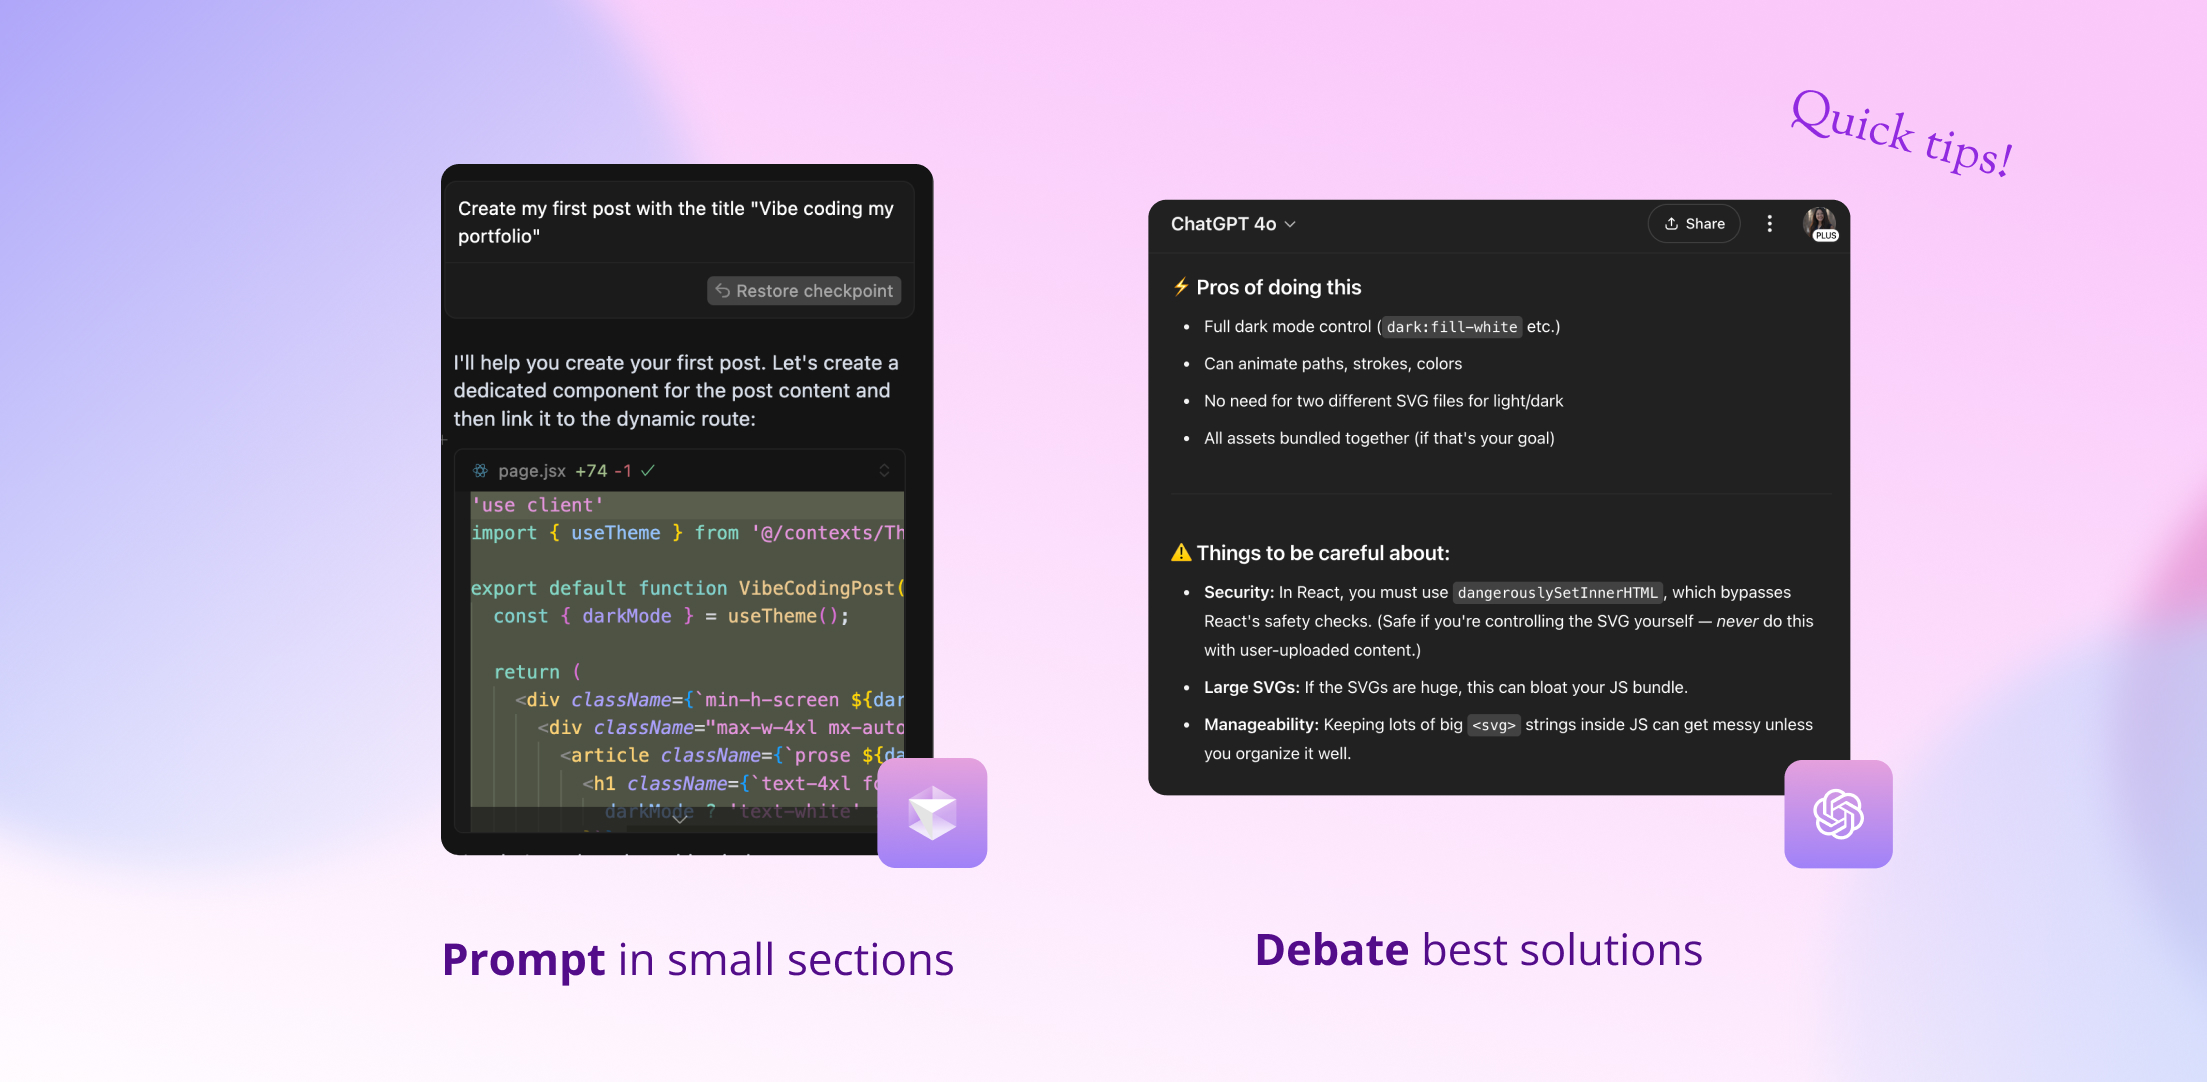 Quick tips!
Create my first post with the title "Vibe coding my
portfolio"
Restore checkpoint
I'll help you create your first post. Let's create a
dedicated component for the post content and
then link it to the dynamic route:
page.jsx +74 -1
'use client'
import { useTheme } from '@/contexts/Th
export default function VibeCodingPost(
const { darkMode } = useTheme();
return (
<div className={`min-h-screen ${dar
<div className="max-w-4xl mx-auto
<article className={`prose ${da
<h1 className={`text-4xl fo
darkMode ? 'text-white'
Prompt in small sections
ChatGPT 4o
Share
PLUS
⚡ Pros of doing this
• Full dark mode control (dark:fill-white etc.)
• Can animate paths, strokes, colors
• No need for two different SVG files for light/dark
• All assets bundled together (if that's your goal)
⚠️ Things to be careful about:
• Security: In React, you must use dangerouslySetInnerHTML, which bypasses
React's safety checks. (Safe if you're controlling the SVG yourself — never do this
with user-uploaded content.)
• Large SVGs: If the SVGs are huge, this can bloat your JS bundle.
• Manageability: Keeping lots of big <svg> strings inside JS can get messy unless
you organize it well.
Debate best solutions